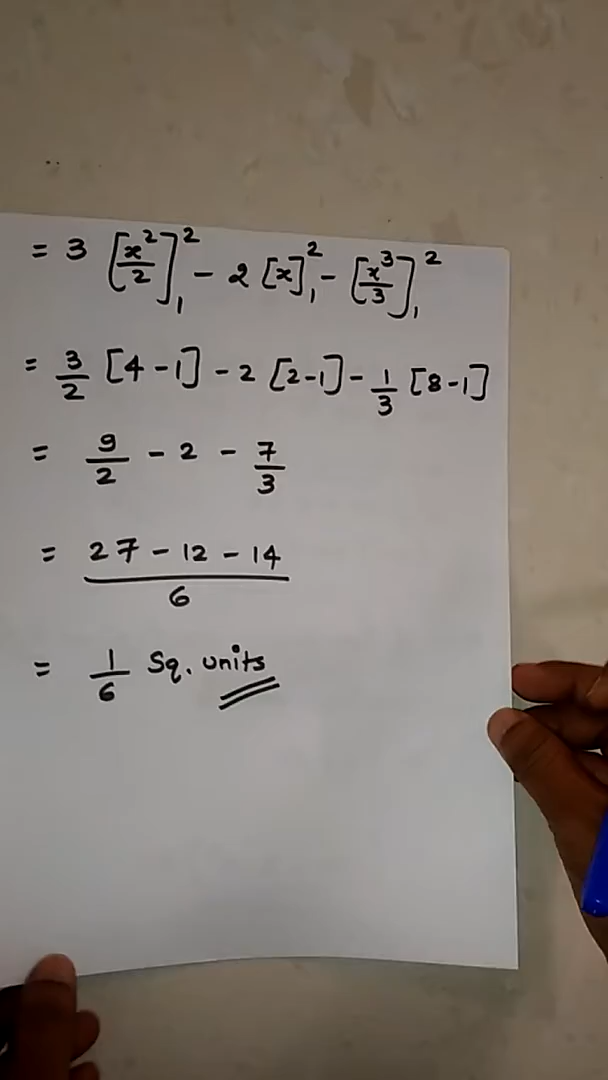 = 3 [x²/2]₁² - 2 [x]₁² - [x³/3]₁²
= 3/2 [4-1] - 2 [2-1] - 1/3 [8-1]
= 9/2 - 2 - 7/3
= 27 - 12 - 14 / 6
= 1/6 Sq. units